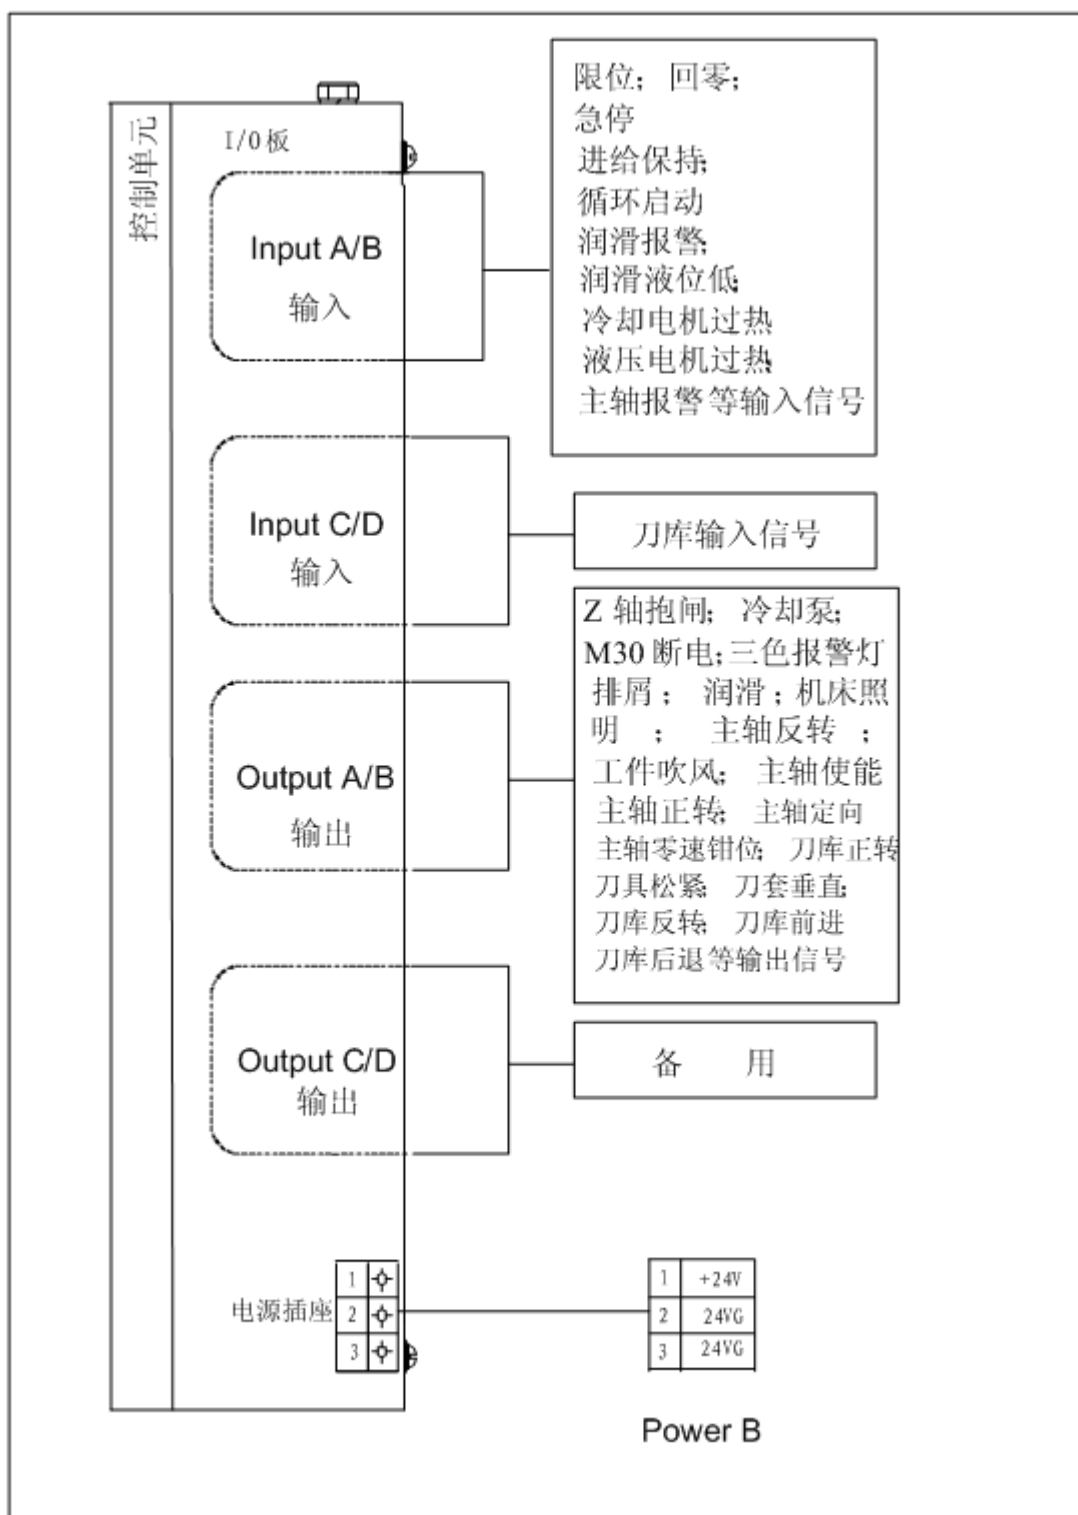 控制单元
I/O板
Input A/B
输入
限位； 回零；
急停
进给保持；
循环启动
润滑报警；
润滑液位低；
冷却电机过热
液压电机过热
主轴报警等输入信号
Input C/D
输入
刀库输入信号
Output A/B
输出
Z 轴抱闸； 冷却泵；
M30 断电；三色报警灯
排屑； 润滑；机床照
明 ； 主轴反转 ；
工件吹风； 主轴使能
主轴正转； 主轴定向
主轴零速钳位； 刀库正转
刀具松紧； 刀套垂直；
刀库反转； 刀库前进
刀库后退等输出信号
Output C/D
输出
备 用
电源插座
1
2
3
1 +24V
2 24VG
3 24VG
Power B